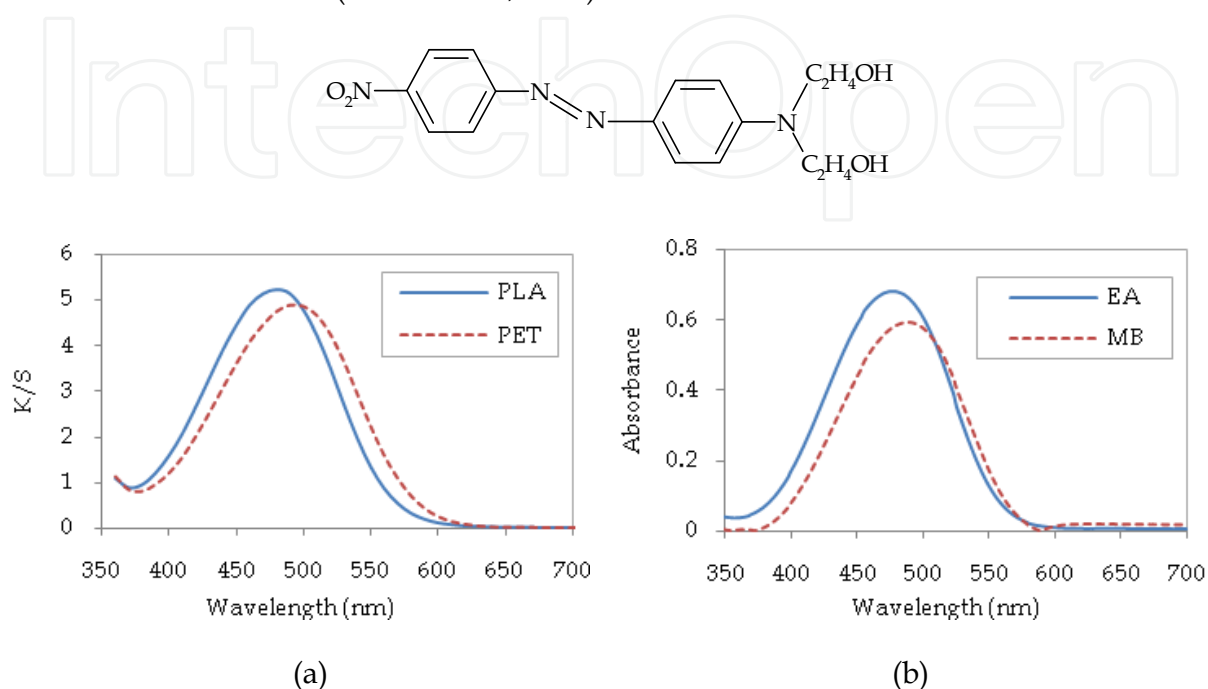 IntechOpen
C₂H₄OH
O₂N
N
N
N
C₂H₄OH
6
5
4
3
2
1
0
K/S
PLA
PET
350 400 450 500 550 600 650 700
Wavelength (nm)
(a)
0.8
0.6
0.4
0.2
0
Absorbance
EA
MB
350 400 450 500 550 600 650 700
Wavelength (nm)
(b)